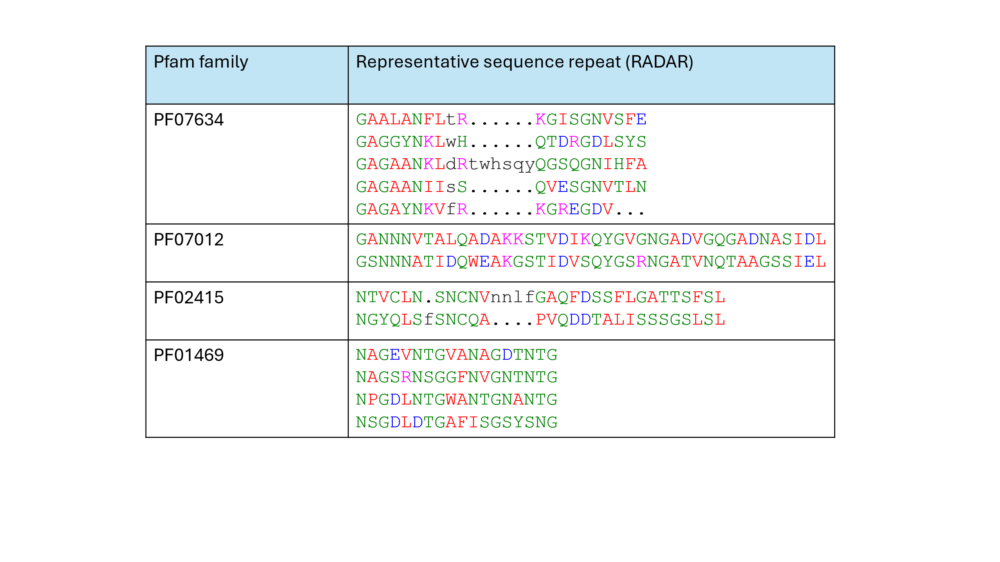 Pfam family
Representative sequence repeat (RADAR)
PF07634
GAALANFLtR......KGISGNVSFE
GAGGYNKLwH......QTDRGDLSYS
GAGAANKLdRtwhsqyQGSQGNIHFA
GAGAANIIsS......QVESGNVTLN
GAGAYNKVfR......KGREGDV...
PF07012
GANNNVTALQADAKKSTVDIKQYGVGNGADVGQGADNASIDL
GSNNNATIDQWEAKGSTIDVSQYGSRNGATVNQTAAGSSIEL
PF02415
NTVCLN.SNCNVnnlfGAQFDSSFLGATTSFSL
NGYQLSfSNCQA....PVQDDTALISSSGSLSL
PF01469
NAGEVNTGVANAGDTNTG
NAGSRNSGGFNVGNTNTG
NPGDLNTGWANTGNANTG
NSGDLDTGAFISGSYSNG